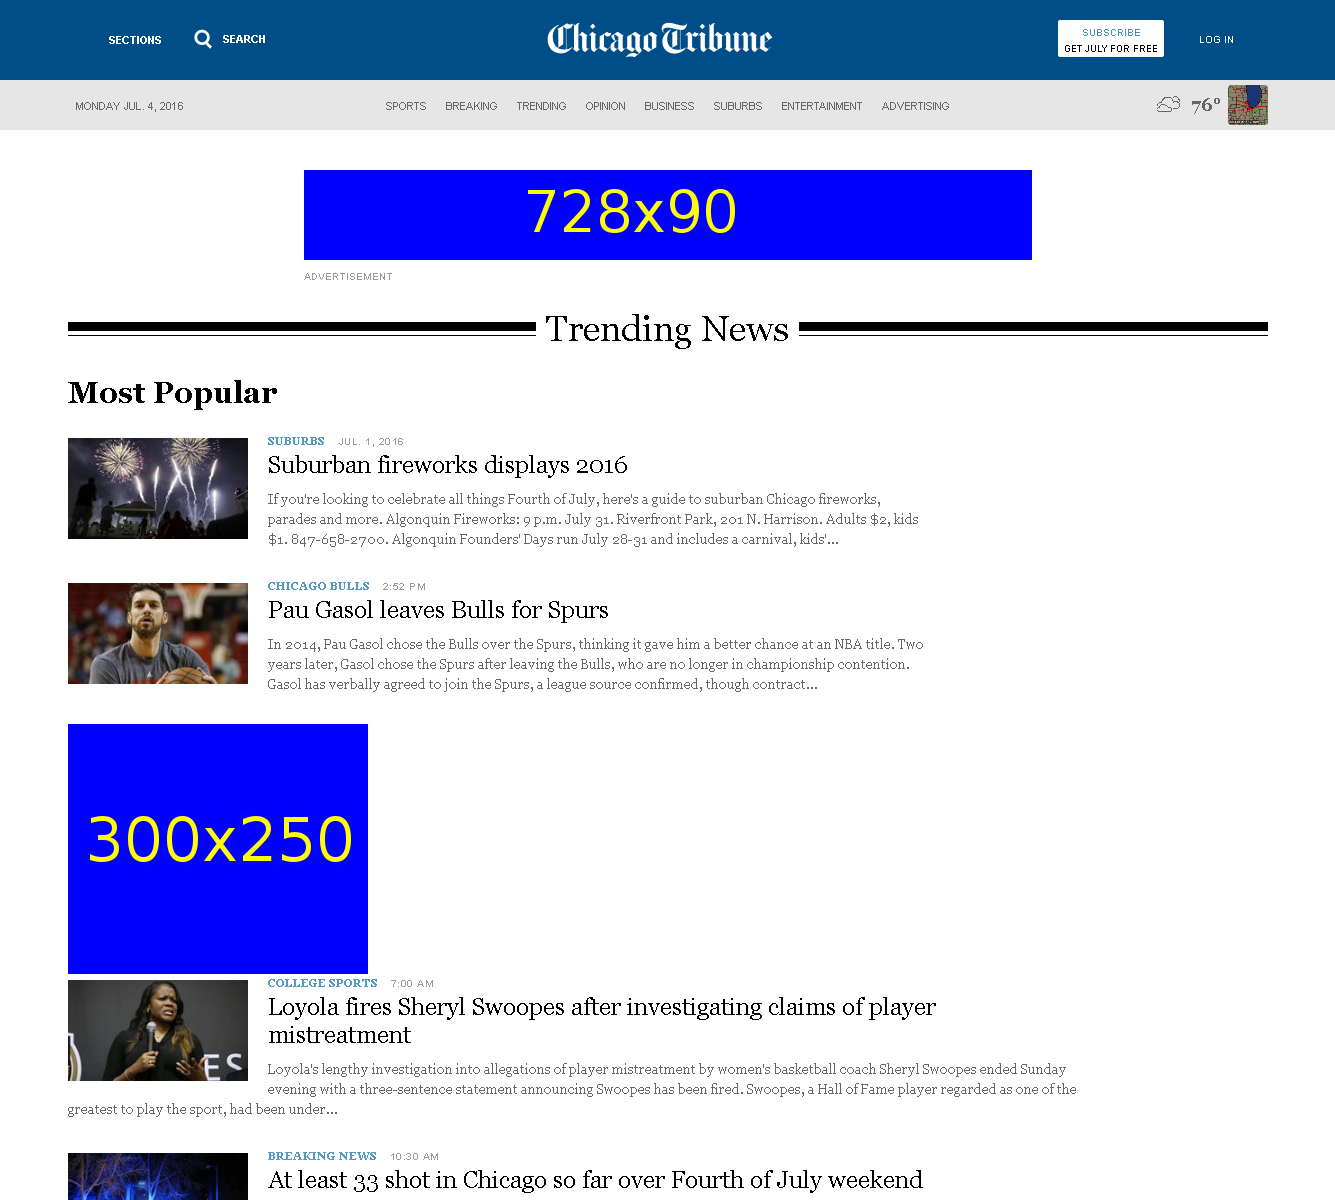 SECTIONS
SEARCH
Chicago Tribune
SUBSCRIBE
GET JULY FOR FREE
LOG IN
MONDAY JUL. 4, 2016
SPORTS BREAKING TRENDING OPINION BUSINESS SUBURBS ENTERTAINMENT ADVERTISING
76°
728x90
ADVERTISEMENT
Trending News
Most Popular
SUBURBS JUL. 1, 2016
Suburban fireworks displays 2016
If you're looking to celebrate all things Fourth of July, here's a guide to suburban Chicago fireworks,
parades and more. Algonquin Fireworks: 9 p.m. July 31. Riverfront Park, 201 N. Harrison. Adults $2, kids
$1. 847-658-2700. Algonquin Founders' Days run July 28-31 and includes a carnival, kids'...
CHICAGO BULLS 2:52 PM
Pau Gasol leaves Bulls for Spurs
In 2014, Pau Gasol chose the Bulls over the Spurs, thinking it gave him a better chance at an NBA title. Two
years later, Gasol chose the Spurs after leaving the Bulls, who are no longer in championship contention.
Gasol has verbally agreed to join the Spurs, a league source confirmed, though contract...
300x250
COLLEGE SPORTS 7:00 AM
Loyola fires Sheryl Swoopes after investigating claims of player
mistreatment
ES
Loyola's lengthy investigation into allegations of player mistreatment by women's basketball coach Sheryl Swoopes ended Sunday
evening with a three-sentence statement announcing Swoopes has been fired. Swoopes, a Hall of Fame player regarded as one of the
greatest to play the sport, had been under...
BREAKING NEWS 10:30 AM
At least 33 shot in Chicago so far over Fourth of July weekend